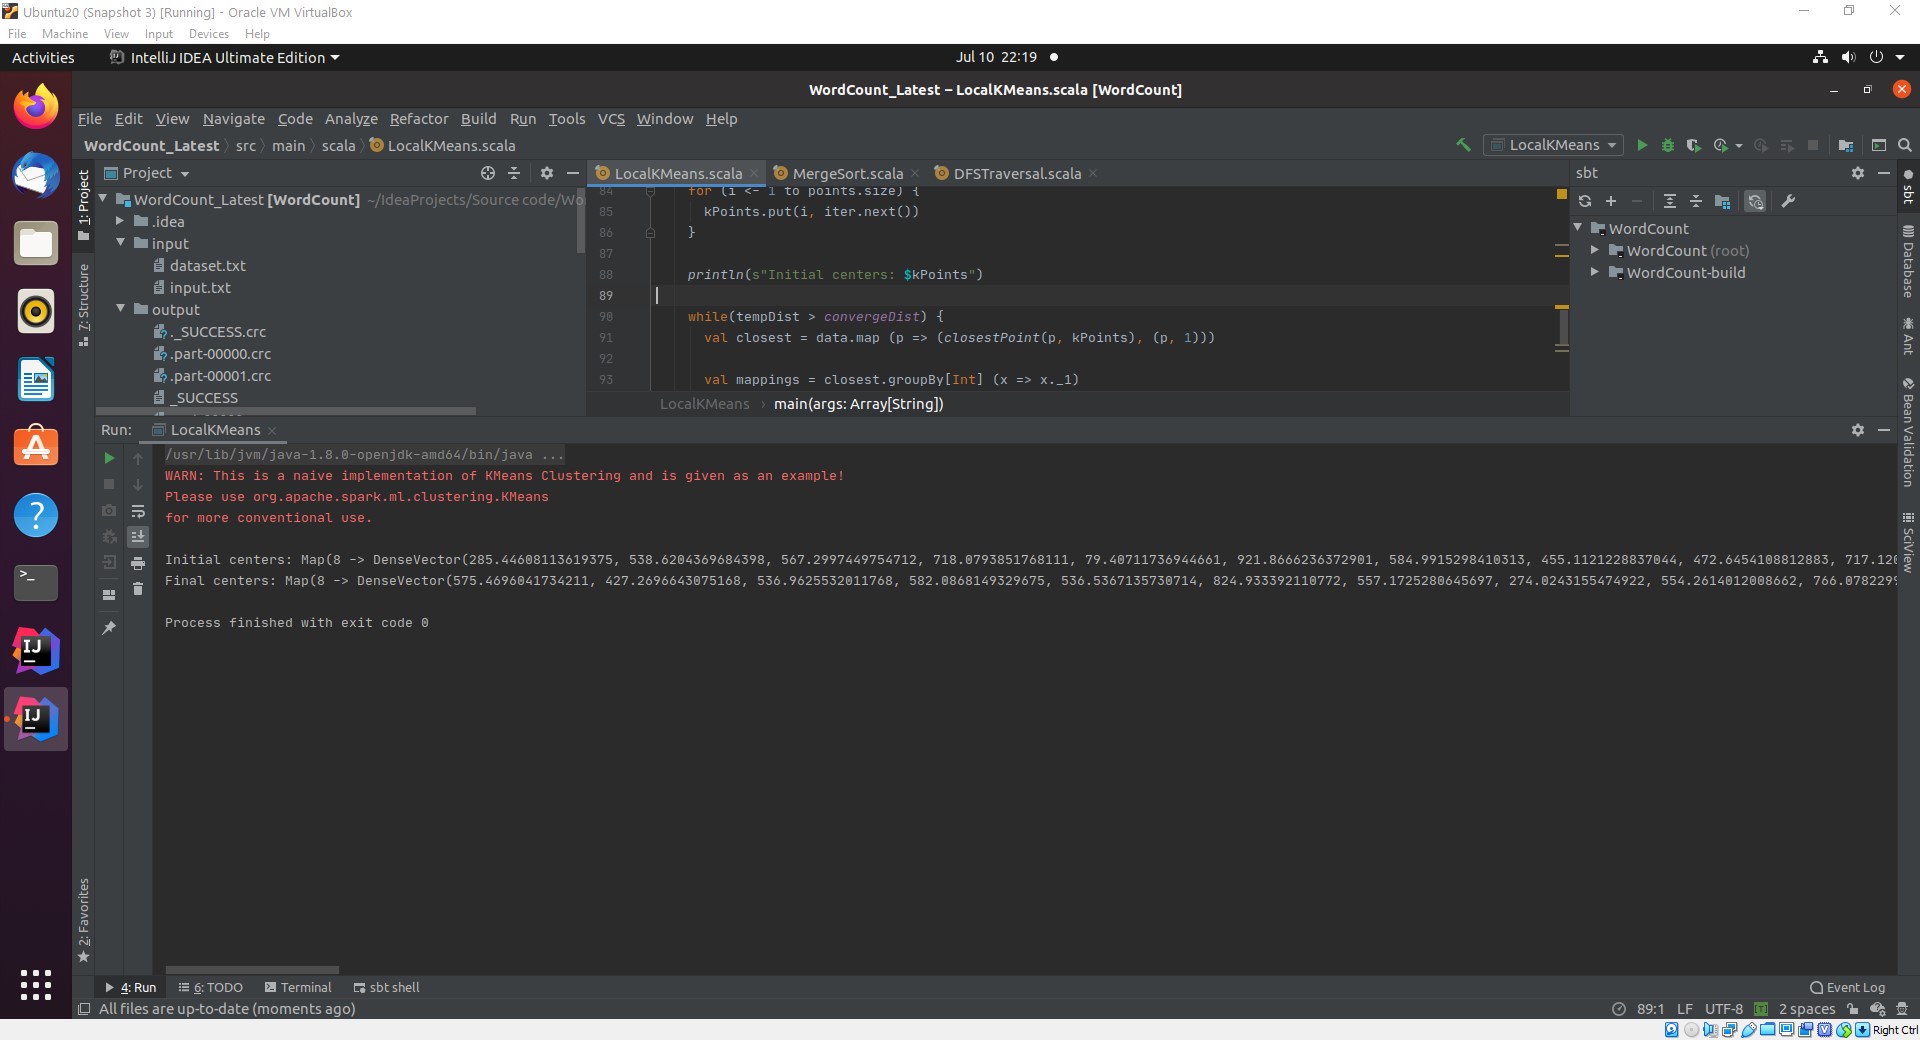 Ubuntu20 (Snapshot 3) [Running] - Oracle VM VirtualBox
File Machine View Input Devices Help
Activities IntelliJ IDEA Ultimate Edition Jul 10 22:19
WordCount_Latest – LocalKMeans.scala [WordCount]
File Edit View Navigate Code Analyze Refactor Build Run Tools VCS Window Help
WordCount_Latest src main scala LocalKMeans.scala LocalKMeans
1: Project
7: Structure
2: Favorites
Project
WordCount_Latest [WordCount] ~/IdeaProjects/Source code/Wo
.idea
input
dataset.txt
input.txt
output
._SUCCESS.crc
.part-00000.crc
.part-00001.crc
_SUCCESS
LocalKMeans.scala MergeSort.scala DFSTraversal.scala
84 for (i <- 1 to points.size) {
85 kPoints.put(i, iter.next())
86 }
87
88 println(s"Initial centers: $kPoints")
89
90 while(tempDist > convergeDist) {
91 val closest = data.map (p => (closestPoint(p, kPoints), (p, 1)))
92
93 val mappings = closest.groupBy[Int] (x => x._1)
LocalKMeans › main(args: Array[String])
sbt
WordCount
WordCount (root)
WordCount-build
sbt
Database
Ant
Bean Validation
SciView
Run: LocalKMeans
/usr/lib/jvm/java-1.8.0-openjdk-amd64/bin/java ...
WARN: This is a naive implementation of KMeans Clustering and is given as an example!
Please use org.apache.spark.ml.clustering.KMeans
for more conventional use.
Initial centers: Map(8 -> DenseVector(285.44608113619375, 538.6204369684398, 567.2997449754712, 718.0793851768111, 79.40711736944661, 921.8666236372901, 584.9915298410313, 455.1121228837044, 472.6454108812883, 717.120
Final centers: Map(8 -> DenseVector(575.4696041734211, 427.2696643075168, 536.9625532011768, 582.0868149329675, 536.5367135730714, 824.933392110772, 557.1725280645697, 274.0243155474922, 554.2614012008662, 766.0782299
Process finished with exit code 0
4: Run 6: TODO Terminal sbt shell Event Log
All files are up-to-date (moments ago) 89:1 LF UTF-8 2 spaces
Right Ctrl